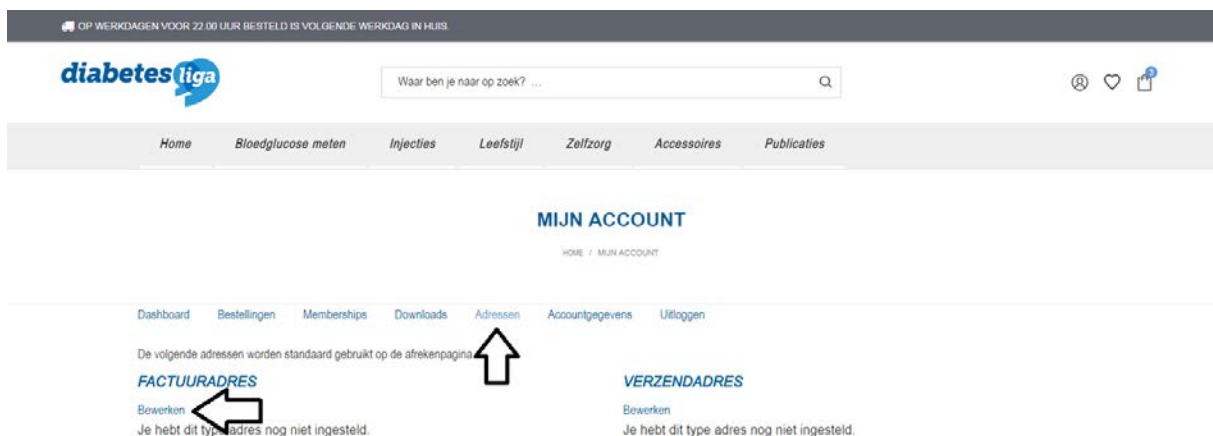 OP WERKDAGEN VOOR 22.00 UUR BESTELD IS VOLGENDE WERKDAG IN HUIS.
diabetes liga
Waar ben je naar op zoek? ...
3
Home Bloedglucose meten Injecties Leefstijl Zelfzorg Accessoires Publicaties
MIJN ACCOUNT
HOME / MIJN ACCOUNT
Dashboard Bestellingen Memberships Downloads Adressen Accountgegevens Uitloggen
De volgende adressen worden standaard gebruikt op de afrekenpagina
FACTUURADRES VERZENDADRES
Bewerken Bewerken
Je hebt dit type adres nog niet ingesteld. Je hebt dit type adres nog niet ingesteld.